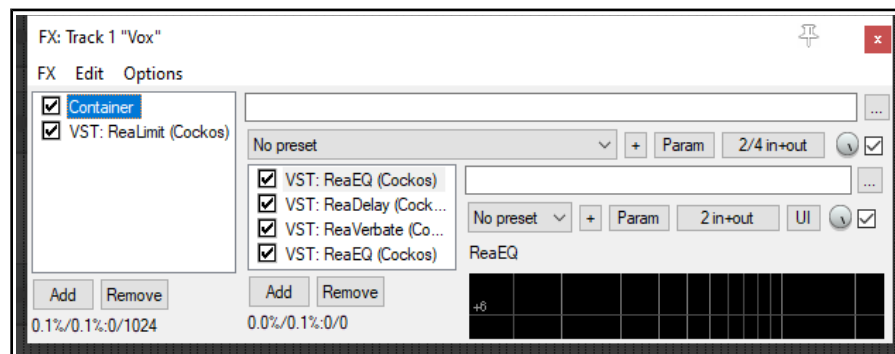 FX: Track 1 "Vox"
x
FX Edit Options
Container
VST: ReaLimit (Cockos)
...
No preset + Param 2/4 in+out
VST: ReaEQ (Cockos)
VST: ReaDelay (Cock...
VST: ReaVerbate (Co...
VST: ReaEQ (Cockos)
...
No preset + Param 2 in+out UI
ReaEQ
+6
Add Remove
0.1%/0.1%:0/1024
Add Remove
0.0%/0.1%:0/0